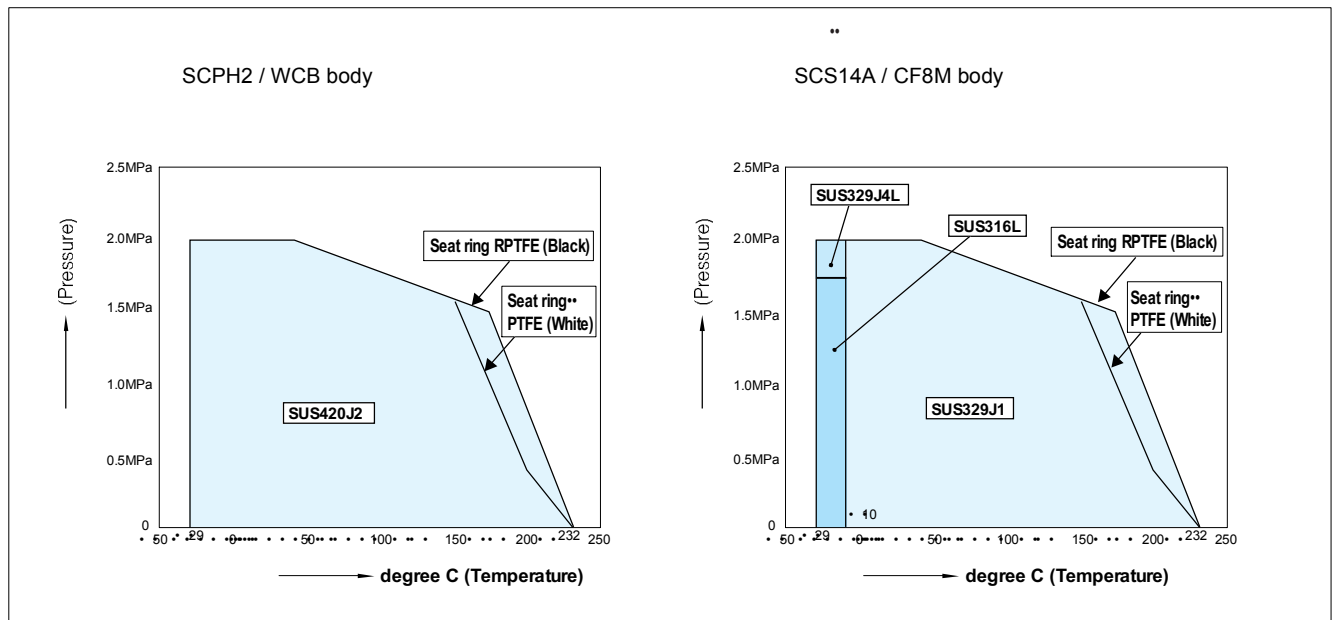 SCPH2 / WCB body
2.5MPa
2.0MPa
1.5MPa
1.0MPa
0.5MPa
0
(Pressure)
Seat ring RPTFE (Black)
Seat ring••
PTFE (White)
SUS420J2
50 29 0 50 100 150 200 232 250
degree C (Temperature)
SCS14A / CF8M body
2.5MPa
2.0MPa
1.5MPa
1.0MPa
0.5MPa
0
(Pressure)
SUS329J4L
SUS316L
Seat ring RPTFE (Black)
Seat ring••
PTFE (White)
SUS329J1
10
50 29 0 50 100 150 200 232 250
degree C (Temperature)